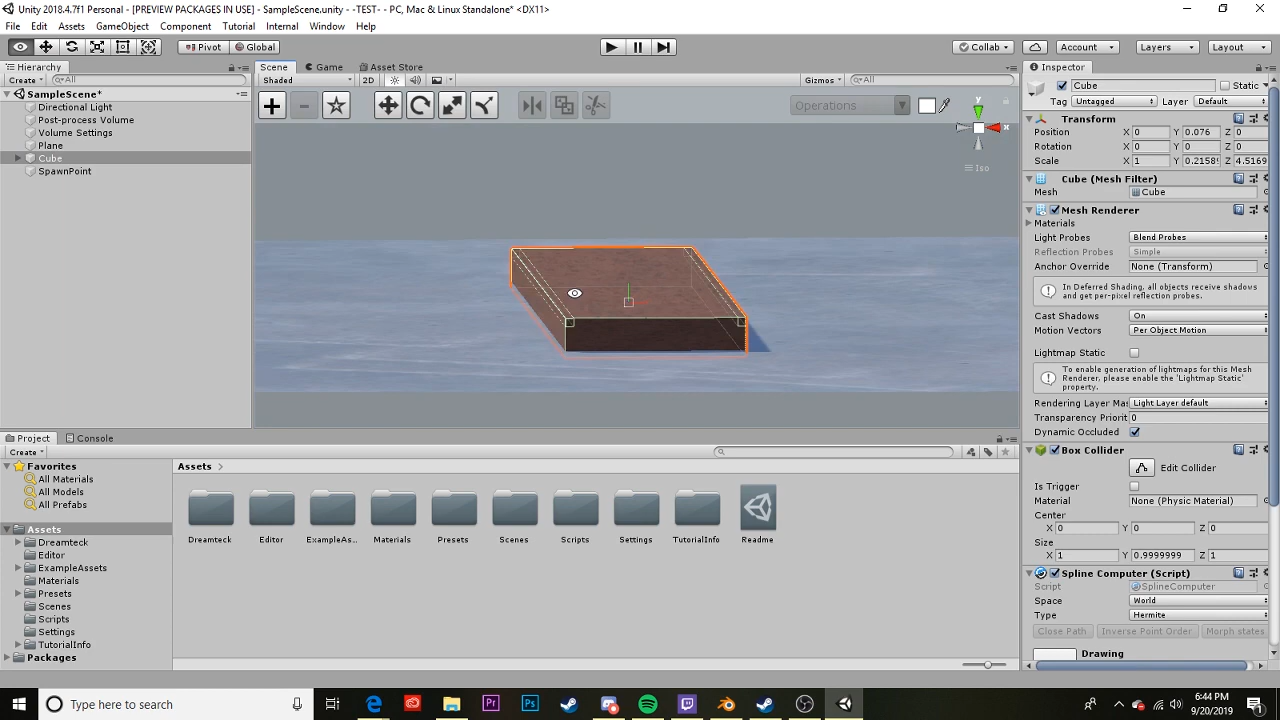 Unity 2018.4.7f1 Personal - [PREVIEW PACKAGES IN USE] - SampleScene.unity - --TEST-- - PC, Mac & Linux Standalone* <DX11>
File Edit Assets GameObject Component Tutorial Internal Window Help
Pivot Global Collab Account Layers Layout
Hierarchy
Create All
SampleScene*
Directional Light
Post-process Volume
Volume Settings
Plane
Cube
SpawnPoint
Scene Game Asset Store
Shaded 2D Gizmos All
Operations
y
x
Iso
Inspector
Cube Static
Tag Untagged Layer Default
Transform
Position X 0 Y 0.076 Z 0
Rotation X 0 Y 0 Z 0
Scale X 1 Y 0.2158 Z 4.5169
Cube (Mesh Filter)
Mesh Cube
Mesh Renderer
Materials
Light Probes Blend Probes
Reflection Probes Simple
Anchor Override None (Transform)
In Deferred Shading, all objects receive shadows
and get per-pixel reflection probes.
Cast Shadows On
Motion Vectors Per Object Motion
Lightmap Static
To enable generation of lightmaps for this Mesh
Renderer, please enable the 'Lightmap Static'
property.
Rendering Layer Mas Light Layer default
Transparency Priorit 0
Dynamic Occluded
Box Collider
Edit Collider
Is Trigger
Material None (Physic Material)
Center
X 0 Y 0 Z 0
Size
X 1 Y 0.9999999 Z 1
Spline Computer (Script)
Script SplineComputer
Space World
Type Hermite
Close Path Inverse Point Order Morph states
Drawing
Project Console
Create
Favorites
All Materials
All Models
All Prefabs
Assets
Dreamteck
Editor
ExampleAssets
Materials
Presets
Scenes
Scripts
Settings
TutorialInfo
Packages
Assets
Dreamteck Editor ExampleAs... Materials Presets Scenes Scripts Settings TutorialInfo Readme
Type here to search
6:44 PM
9/20/2019